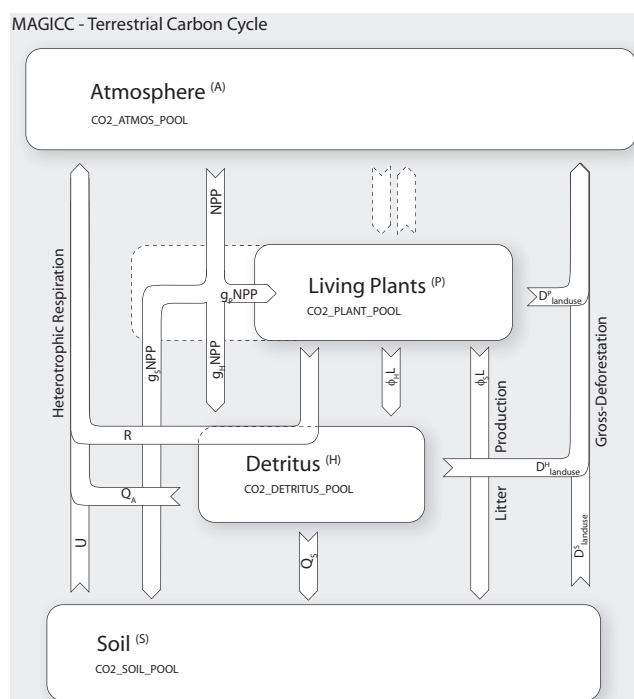 MAGICC - Terrestrial Carbon Cycle
Atmosphere (A)
CO2_ATMOS_POOL
NPP
Heterotrophic Respiration
Living Plants (P)
CO2_PLANT_POOL
gPNPP
DPlanduse
gSNPP
gHNPP
ϕHL
ϕSL
Gross-Deforestation
Litter Production
R
Detritus (H)
CO2_DETRITUS_POOL
DHlanduse
QA
U
QS
DSlanduse
Soil (S)
CO2_SOIL_POOL